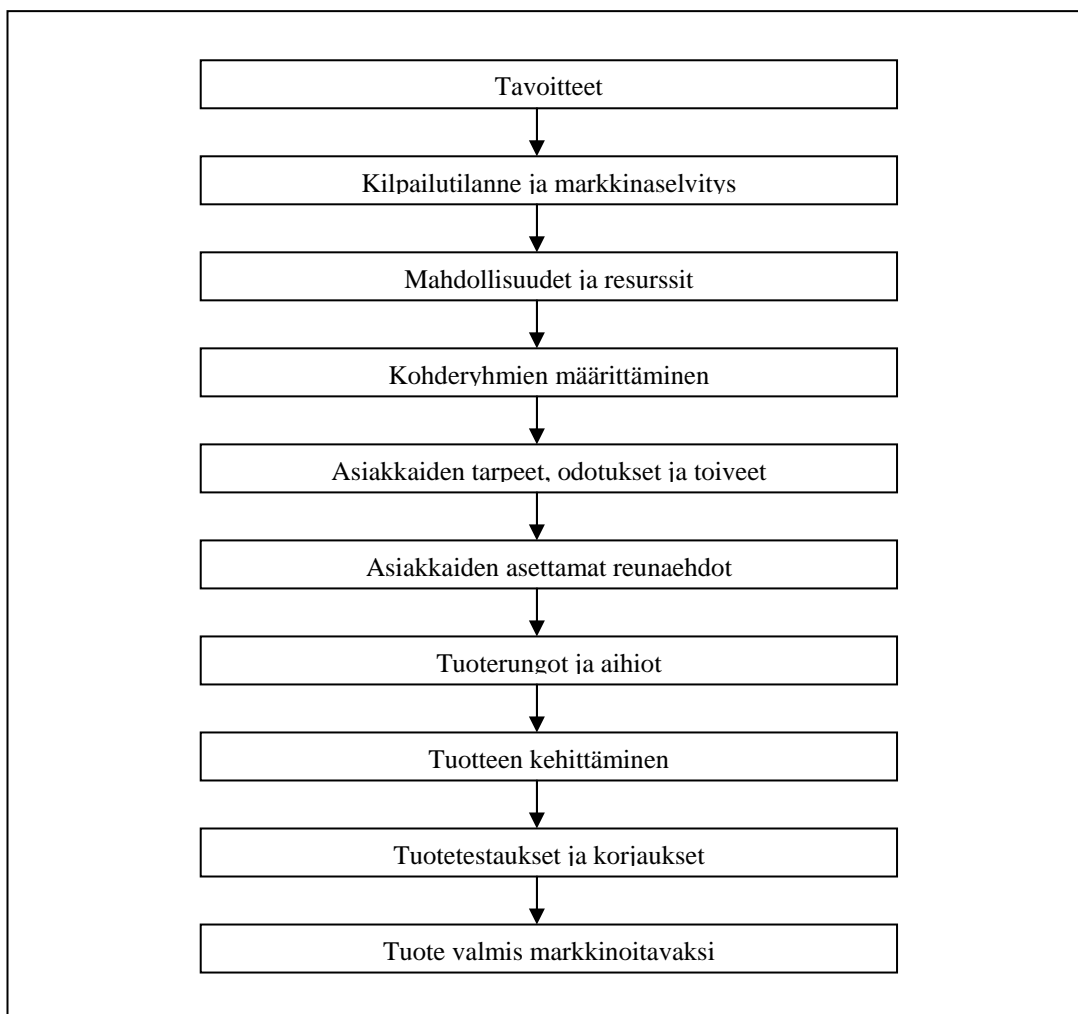 Tavoitteet
Kilpailutilanne ja markkinaselvitys
Mahdollisuudet ja resurssit
Kohderyhmien määrittäminen
Asiakkaiden tarpeet, odotukset ja toiveet
Asiakkaiden asettamat reunaehdot
Tuoterungot ja aihiot
Tuotteen kehittäminen
Tuotetestaukset ja korjaukset
Tuote valmis markkinoitavaksi